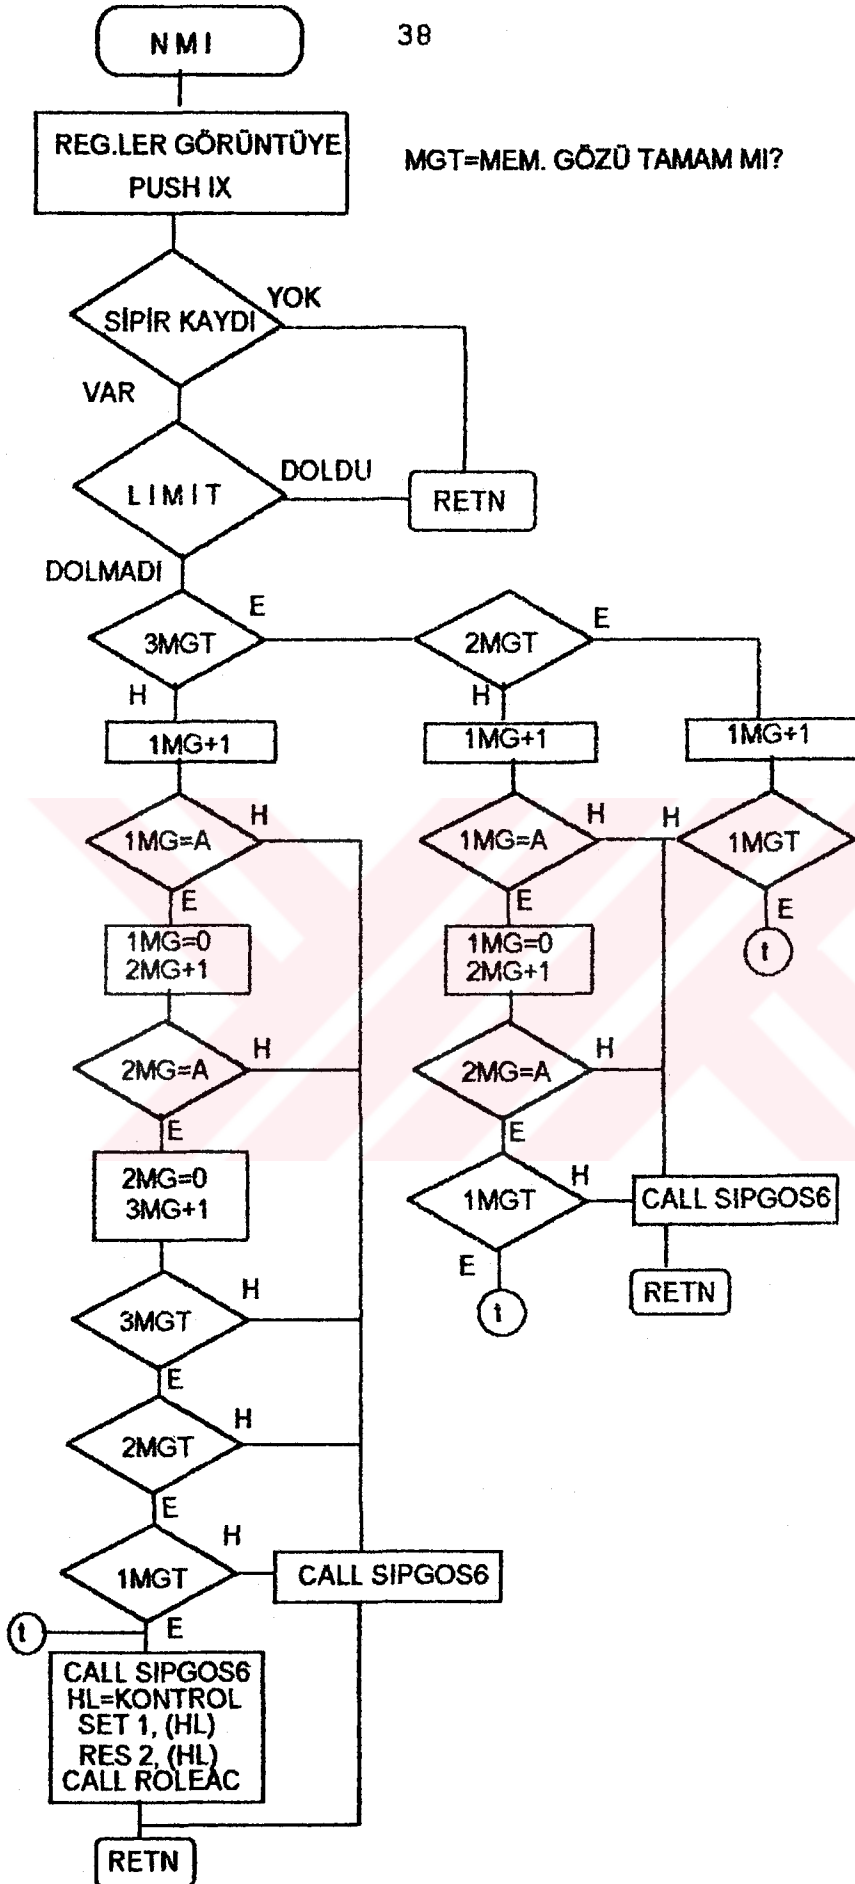 38
NMI
REG.LER GÖRÜNTÜYE
PUSH IX
MGT=MEM. GÖZÜ TAMAM MI?
SİPİR KAYDI
YOK
VAR
LIMIT
DOLDU
RETN
DOLMADI
3MGT
E
H
2MGT
E
H
1MG+1
1MG+1
1MG+1
1MG=A
H
E
1MG=A
H
E
1MGT
H
E
t
1MG=0
2MG+1
1MG=0
2MG+1
2MG=A
H
E
2MG=A
H
E
2MG=0
3MG+1
1MGT
H
E
t
CALL SIPGOS6
RETN
3MGT
H
E
2MGT
H
E
1MGT
H
E
CALL SIPGOS6
t
CALL SIPGOS6
HL=KONTROL
SET 1, (HL)
RES 2, (HL)
CALL ROLEAC
RETN